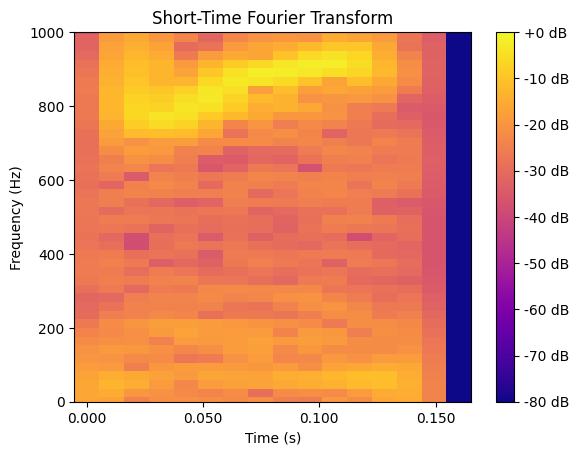 Short-Time Fourier Transform
1000
800
600
400
200
0
Frequency (Hz)
0.000
0.050
0.100
0.150
Time (s)
+0 dB
-10 dB
-20 dB
-30 dB
-40 dB
-50 dB
-60 dB
-70 dB
-80 dB